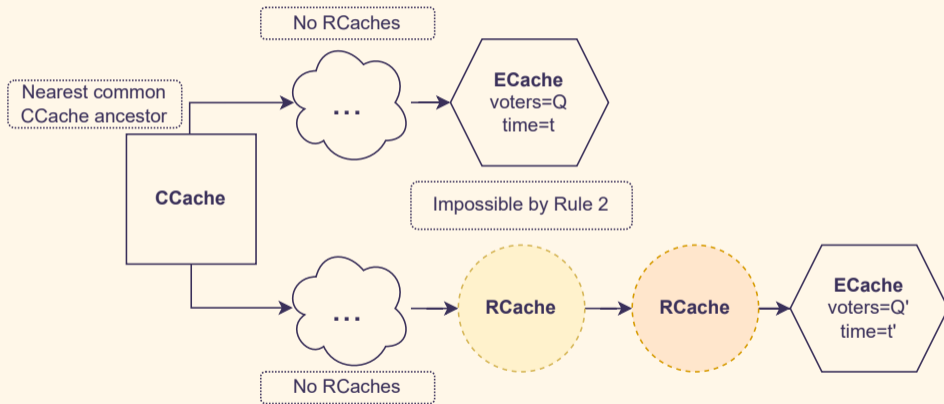 No RCaches
Nearest common
CCache ancestor
...
ECache
voters=Q
time=t
CCache
Impossible by Rule 2
...
RCache
RCache
ECache
voters=Q'
time=t'
No RCaches